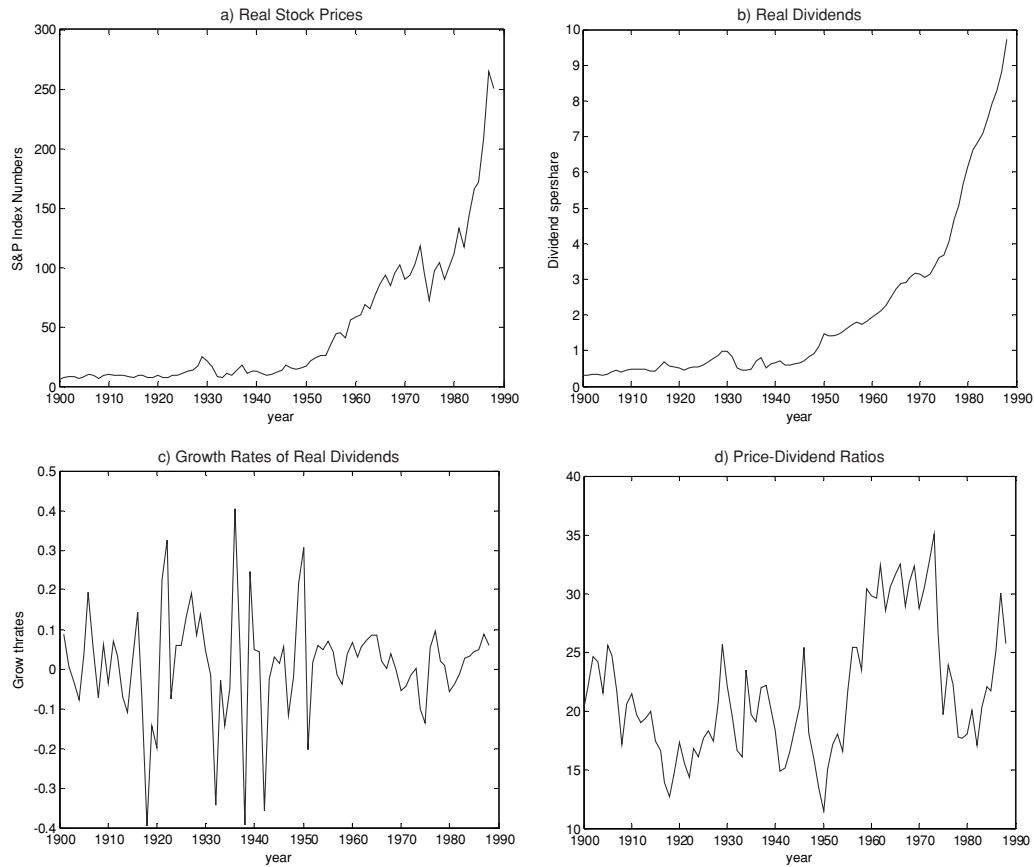 a) Real Stock Prices
300
250
200
150
100
50
0
S&P Index Numbers
1900 1910 1920 1930 1940 1950 1960 1970 1980 1990
year
b) Real Dividends
10
9
8
7
6
5
4
3
2
1
0
Dividend spershare
1900 1910 1920 1930 1940 1950 1960 1970 1980 1990
year
c) Growth Rates of Real Dividends
0.5
0.4
0.3
0.2
0.1
0
-0.1
-0.2
-0.3
-0.4
Grow thrates
1900 1910 1920 1930 1940 1950 1960 1970 1980 1990
year
d) Price-Dividend Ratios
40
35
30
25
20
15
10
1900 1910 1920 1930 1940 1950 1960 1970 1980 1990
year